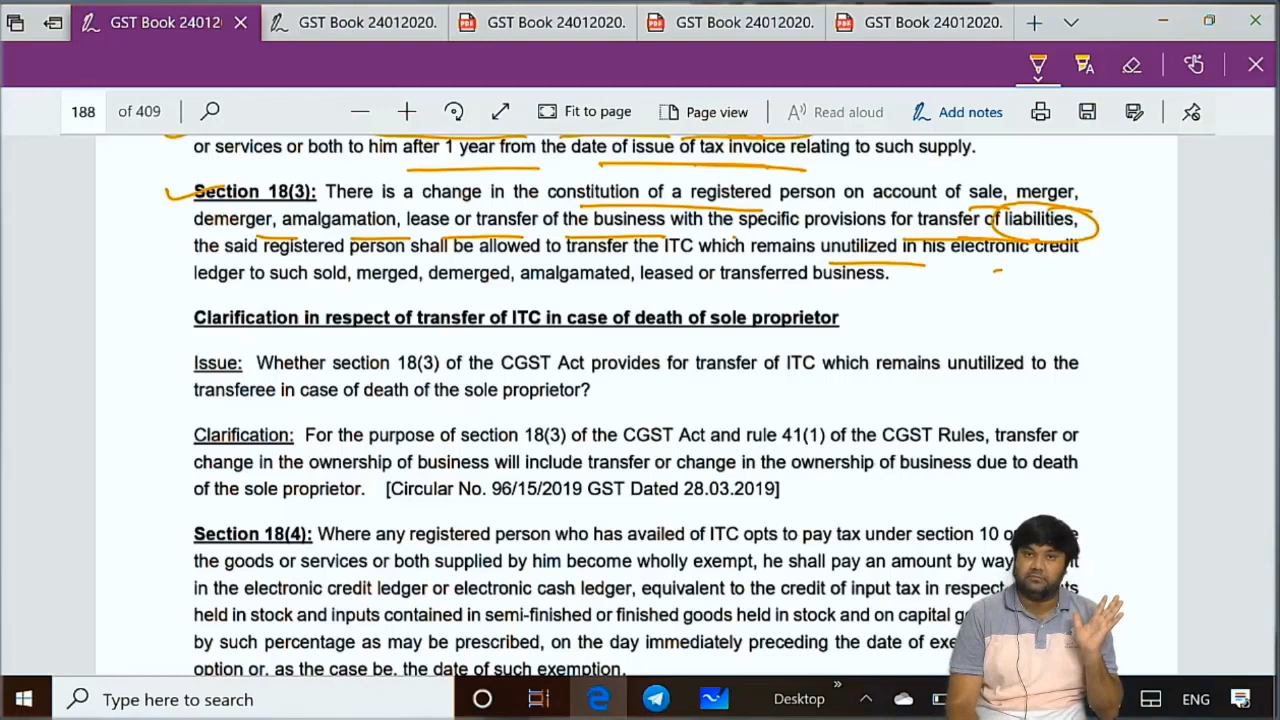 GST Book 24012
GST Book 24012020.
GST Book 24012020.
GST Book 24012020.
GST Book 24012020.
188 of 409
Fit to page
Page view
Read aloud
Add notes
or services or both to him after 1 year from the date of issue of tax invoice relating to such supply.
Section 18(3): There is a change in the constitution of a registered person on account of sale, merger,
demerger, amalgamation, lease or transfer of the business with the specific provisions for transfer of liabilities,
the said registered person shall be allowed to transfer the ITC which remains unutilized in his electronic credit
ledger to such sold, merged, demerged, amalgamated, leased or transferred business.
Clarification in respect of transfer of ITC in case of death of sole proprietor
Issue: Whether section 18(3) of the CGST Act provides for transfer of ITC which remains unutilized to the
transferee in case of death of the sole proprietor?
Clarification: For the purpose of section 18(3) of the CGST Act and rule 41(1) of the CGST Rules, transfer or
change in the ownership of business will include transfer or change in the ownership of business due to death
of the sole proprietor. [Circular No. 96/15/2019 GST Dated 28.03.2019]
Section 18(4): Where any registered person who has availed of ITC opts to pay tax under section 10
the goods or services or both supplied by him become wholly exempt, he shall pay an amount by way
in the electronic credit ledger or electronic cash ledger, equivalent to the credit of input tax in respect
held in stock and inputs contained in semi-finished or finished goods held in stock and on capital
by such percentage as may be prescribed, on the day immediately preceding the date of
option or, as the case be, the date of such exemption.
Type here to search
Desktop
ENG